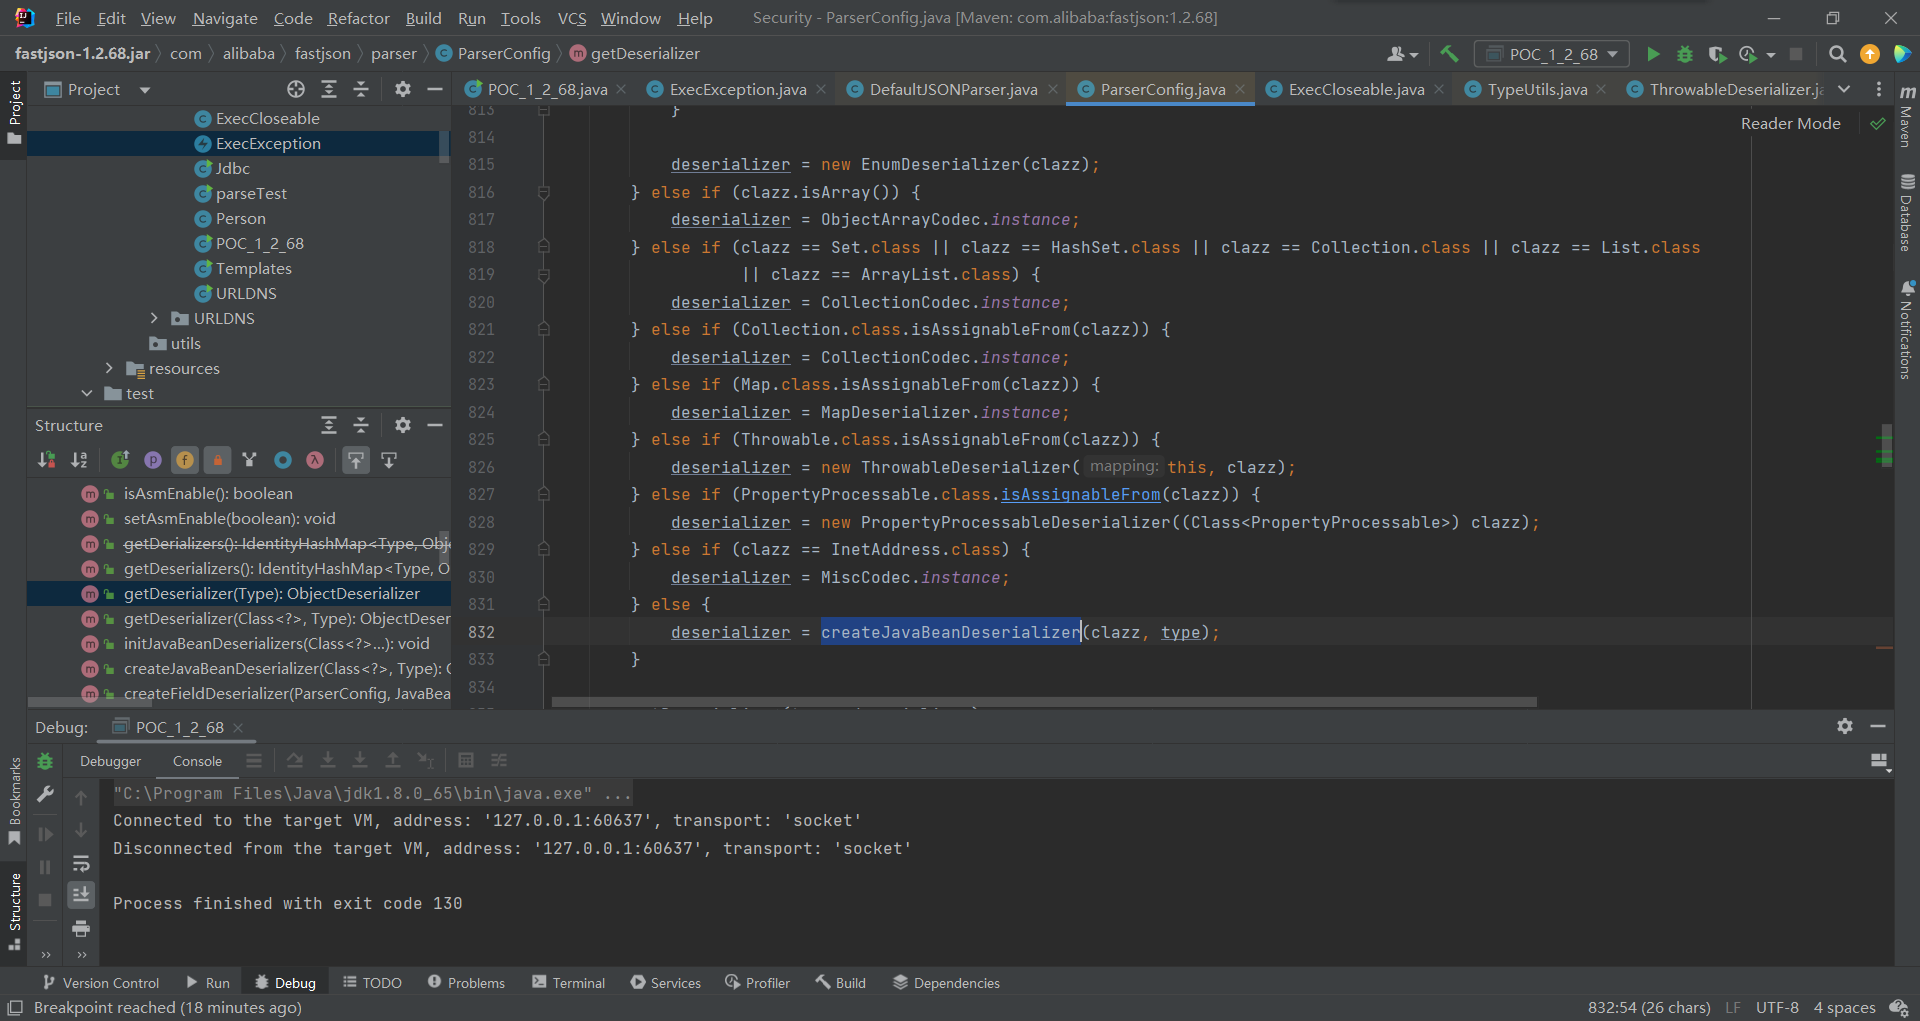 File Edit View Navigate Code Refactor Build Run Tools VCS Window Help Security - ParserConfig.java [Maven: com.alibaba:fastjson:1.2.68]
fastjson-1.2.68.jar com alibaba fastjson parser ParserConfig getDeserializer POC_1_2_68
Project
POC_1_2_68.java ExecException.java DefaultJSONParser.java ParserConfig.java ExecCloseable.java TypeUtils.java ThrowableDeserializer.ja
Reader Mode
ExecCloseable
ExecException
Jdbc
parseTest
Person
POC_1_2_68
Templates
URLDNS
URLDNS
utils
resources
test
Structure
isAsmEnable(): boolean
setAsmEnable(boolean): void
getDerializers(): IdentityHashMap<Type, Obj
getDeserializers(): IdentityHashMap<Type, O
getDeserializer(Type): ObjectDeserializer
getDeserializer(Class<?>, Type): ObjectDeser
initJavaBeanDeserializers(Class<?>...): void
createJavaBeanDeserializer(Class<?>, Type): O
createFieldDeserializer(ParserConfig, JavaBea
813 }
814
815 deserializer = new EnumDeserializer(clazz);
816 } else if (clazz.isArray()) {
817 deserializer = ObjectArrayCodec.instance;
818 } else if (clazz == Set.class || clazz == HashSet.class || clazz == Collection.class || clazz == List.class
819 || clazz == ArrayList.class) {
820 deserializer = CollectionCodec.instance;
821 } else if (Collection.class.isAssignableFrom(clazz)) {
822 deserializer = CollectionCodec.instance;
823 } else if (Map.class.isAssignableFrom(clazz)) {
824 deserializer = MapDeserializer.instance;
825 } else if (Throwable.class.isAssignableFrom(clazz)) {
826 deserializer = new ThrowableDeserializer( mapping: this, clazz);
827 } else if (PropertyProcessable.class.isAssignableFrom(clazz)) {
828 deserializer = new PropertyProcessableDeserializer((Class<PropertyProcessable>) clazz);
829 } else if (clazz == InetAddress.class) {
830 deserializer = MiscCodec.instance;
831 } else {
832 deserializer = createJavaBeanDeserializer(clazz, type);
833 }
834
Project
Bookmarks
Structure
Maven
Database
Notifications
Debug: POC_1_2_68
Debugger Console
"C:\Program Files\Java\jdk1.8.0_65\bin\java.exe" ...
Connected to the target VM, address: '127.0.0.1:60637', transport: 'socket'
Disconnected from the target VM, address: '127.0.0.1:60637', transport: 'socket'
Process finished with exit code 130
Version Control Run Debug TODO Problems Terminal Services Profiler Build Dependencies
Breakpoint reached (18 minutes ago) 832:54 (26 chars) LF UTF-8 4 spaces